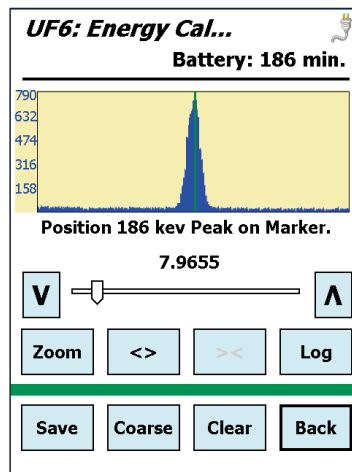 UF6: Energy Cal...
Battery: 186 min.
790
632
474
316
158
Position 186 kev Peak on Marker.
7.9655
V Λ
Zoom <> >< Log
Save Coarse Clear Back